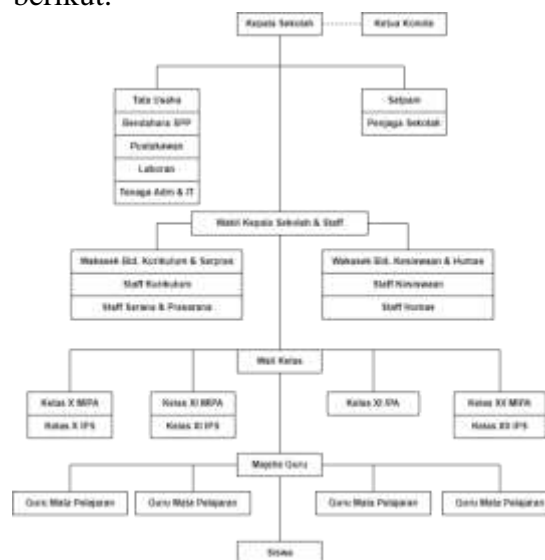 berikut:
Kepala Sekolah
Ketua Komite
Tata Usaha
Satpam
Bendahara SPP
Penjaga Sekolah
Pustakawan
Laboran
Tenaga Adm & IT
Wakil Kepala Sekolah & Staff
Wakasek Bid. Kurikulum & Sarpras
Wakasek Bid. Kesiswaan & Humas
Staff Kurikulum
Staff Kesiswaan
Staff Sarana & Prasarana
Staff Humas
Wali Kelas
Kelas X MIPA
Kelas XI MIPA
Kelas XI IPA
Kelas XII MIPA
Kelas X IPS
Kelas XI IPS
Kelas XII IPS
Majelis Guru
Guru Mata Pelajaran
Guru Mata Pelajaran
Guru Mata Pelajaran
Guru Mata Pelajaran
Siswa